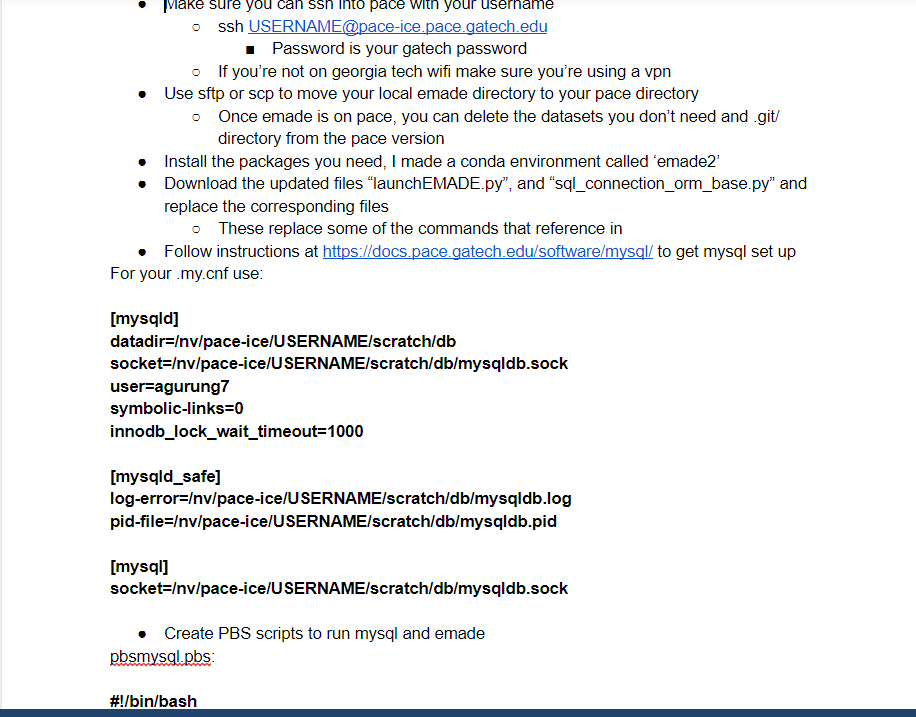 ● Make sure you can ssh into pace with your username
○ ssh USERNAME@pace-ice.pace.gatech.edu
■ Password is your gatech password
○ If you’re not on georgia tech wifi make sure you’re using a vpn
● Use sftp or scp to move your local emade directory to your pace directory
○ Once emade is on pace, you can delete the datasets you don’t need and .git/
directory from the pace version
● Install the packages you need, I made a conda environment called ‘emade2’
● Download the updated files “launchEMADE.py”, and “sql_connection_orm_base.py” and
replace the corresponding files
○ These replace some of the commands that reference in
● Follow instructions at https://docs.pace.gatech.edu/software/mysql/ to get mysql set up
For your .my.cnf use:
[mysqld]
datadir=/nv/pace-ice/USERNAME/scratch/db
socket=/nv/pace-ice/USERNAME/scratch/db/mysqldb.sock
user=agurung7
symbolic-links=0
innodb_lock_wait_timeout=1000
[mysqld_safe]
log-error=/nv/pace-ice/USERNAME/scratch/db/mysqldb.log
pid-file=/nv/pace-ice/USERNAME/scratch/db/mysqldb.pid
[mysql]
socket=/nv/pace-ice/USERNAME/scratch/db/mysqldb.sock
● Create PBS scripts to run mysql and emade
pbsmysql.pbs:
#!/bin/bash